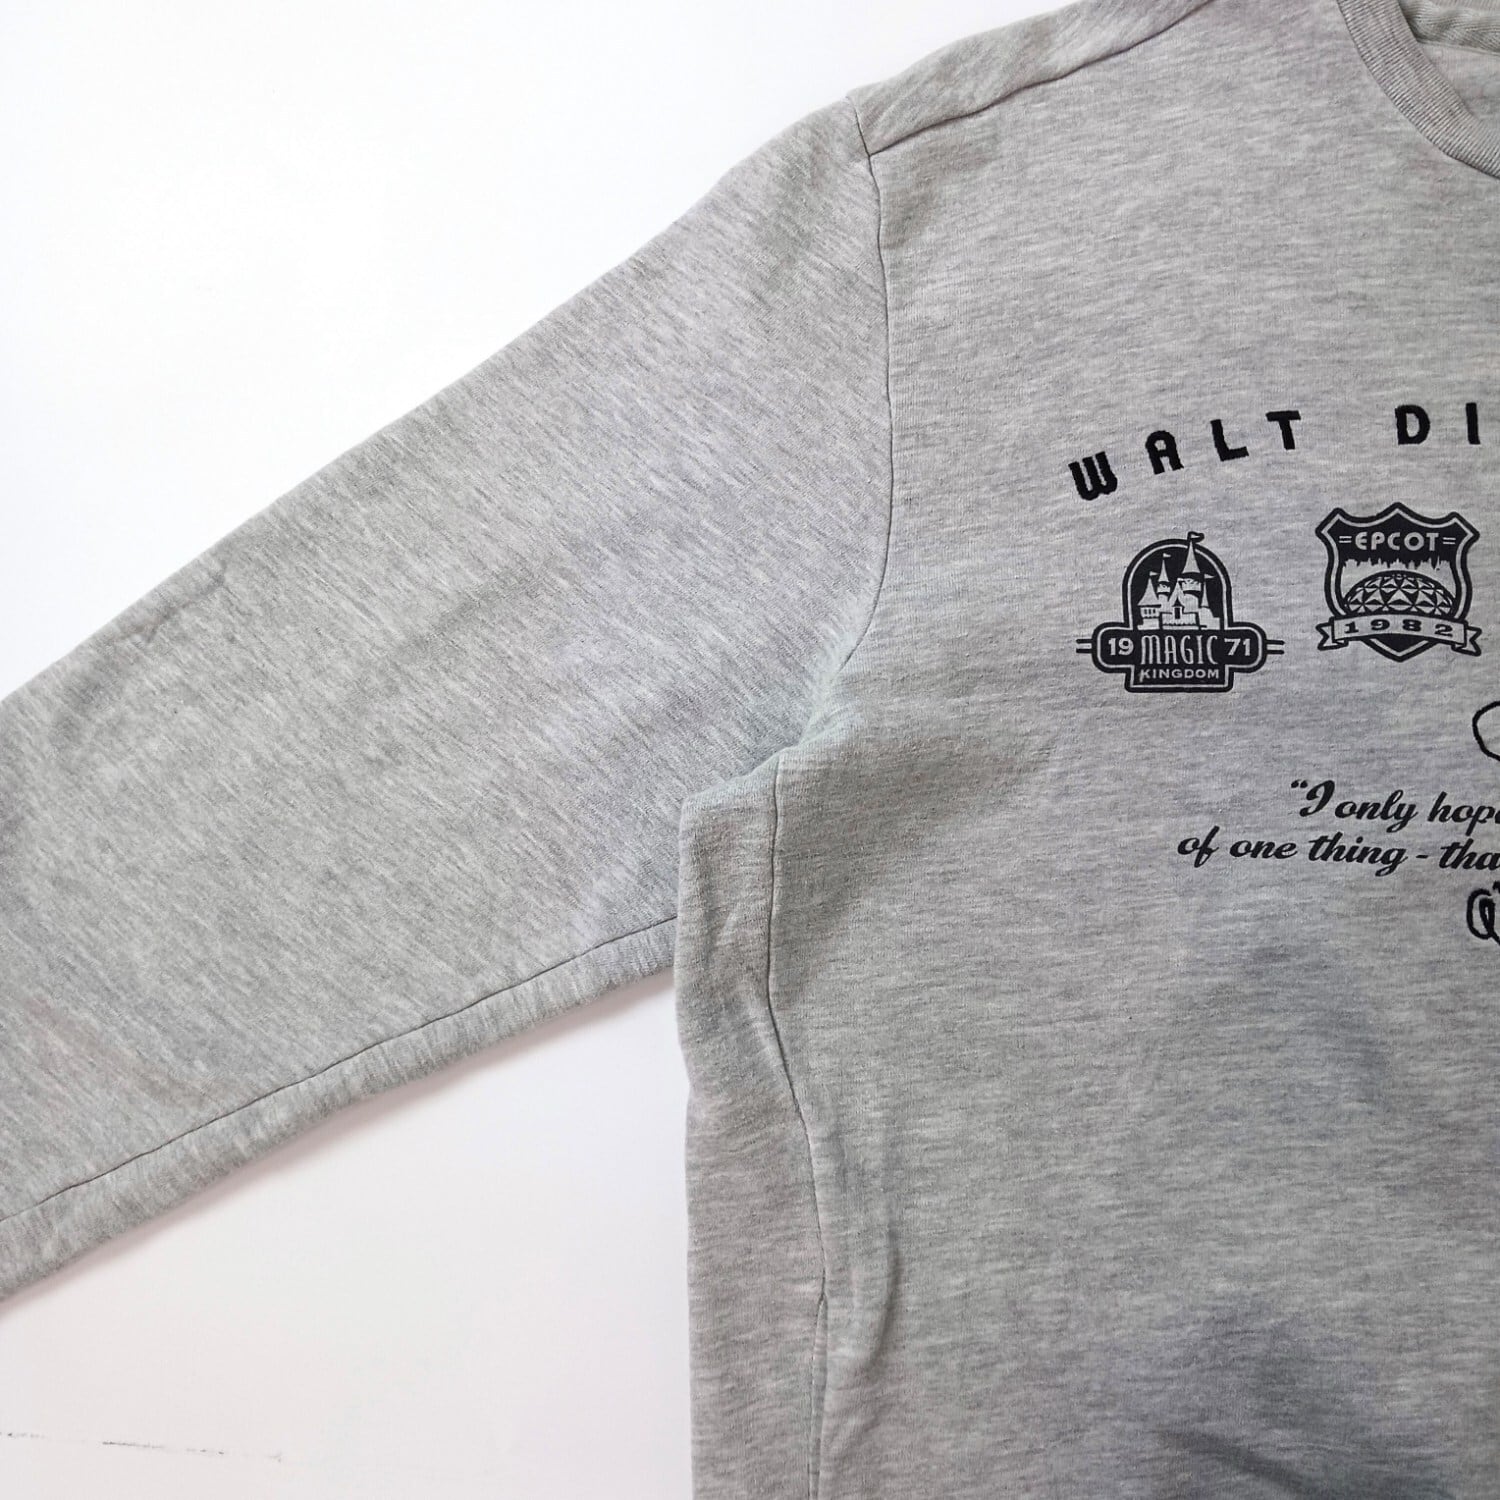 WALT DI
EPCOT
1982
19 MAGIC 71
KINGDOM
"I only hop
of one thing - tha